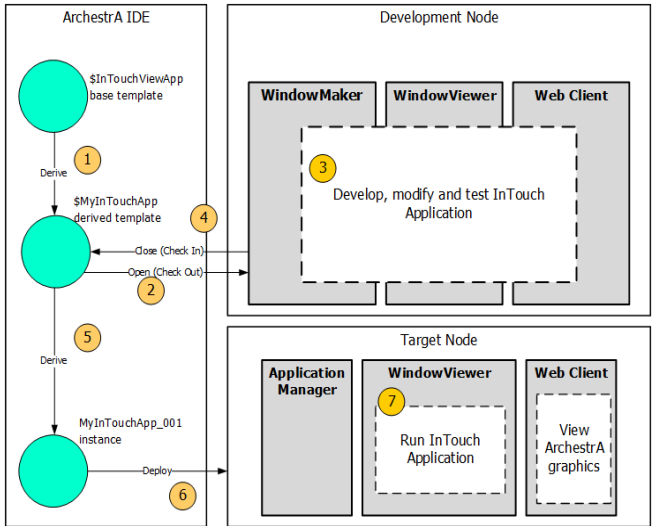 ArchestrA IDE
$InTouchViewApp
base template
1
Derive
$MyInTouchApp
derived template
4
Close (Check In)
Open (Check Out)
2
5
Derive
MyInTouchApp_001
instance
Deploy
6
Development Node
WindowMaker
WindowViewer
Web Client
3
Develop, modify and test InTouch
Application
Target Node
Application
Manager
WindowViewer
7
Run InTouch
Application
Web Client
View
ArchestrA
graphics